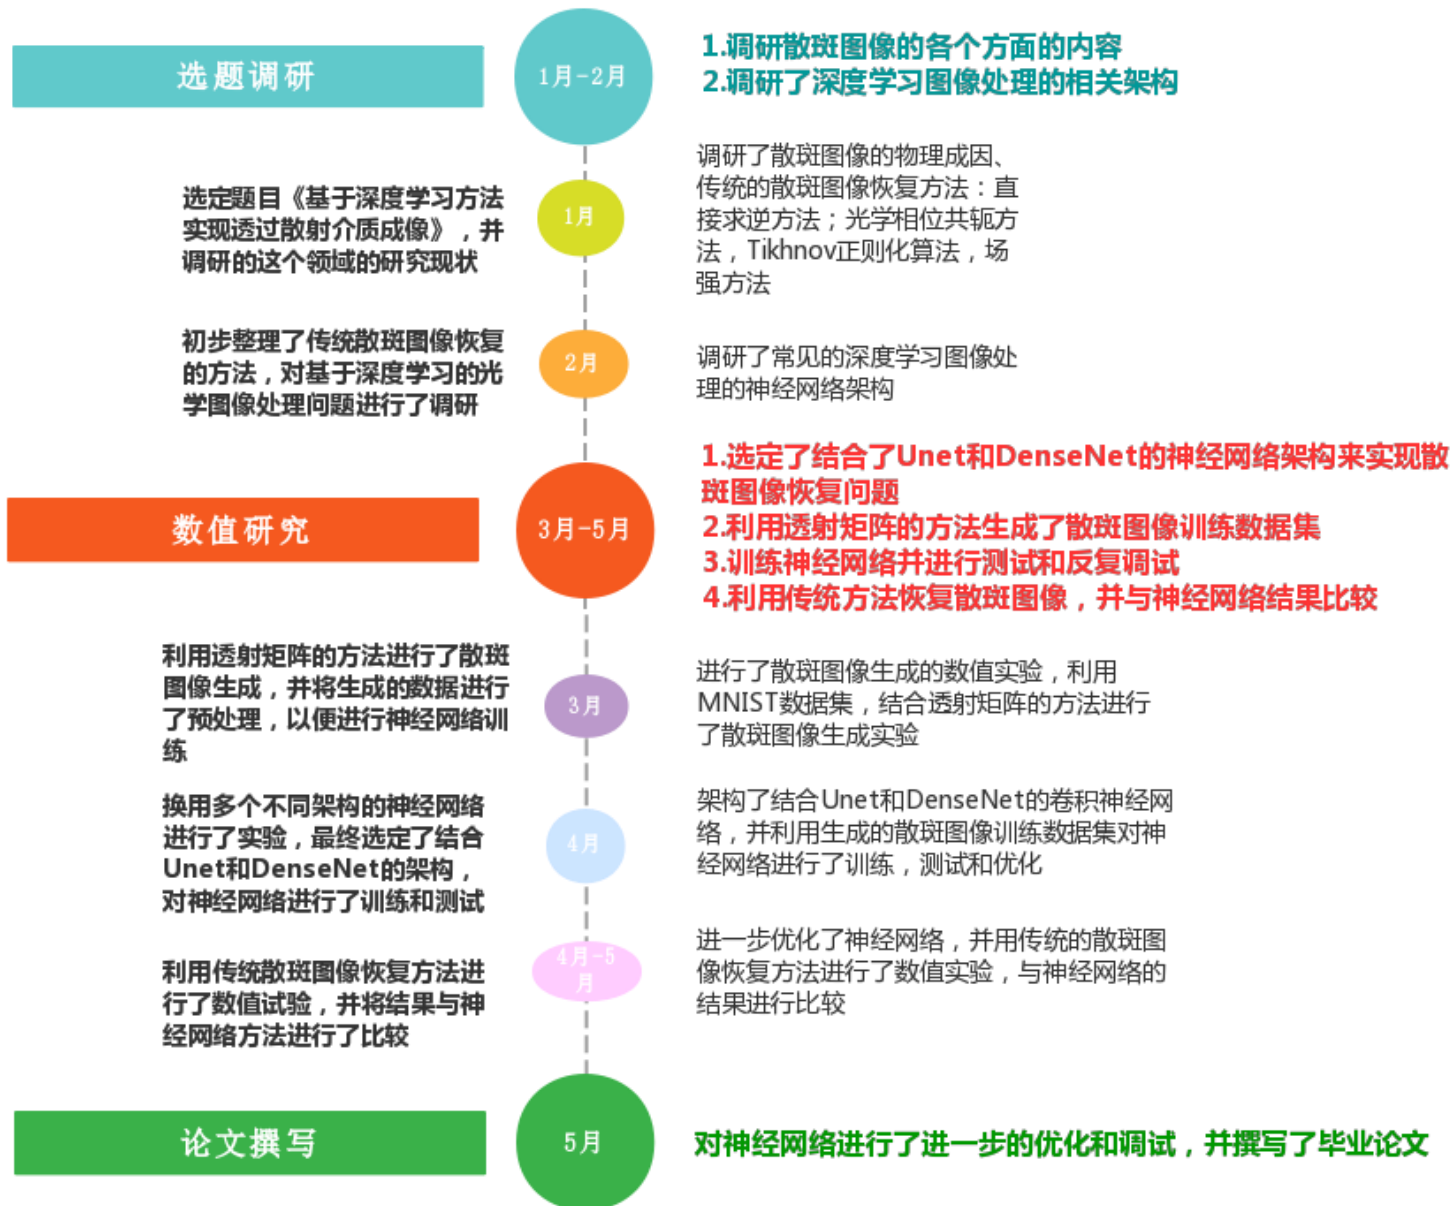 选题调研
1月-2月
1.调研散斑图像的各个方面的内容
2.调研了深度学习图像处理的相关架构
选定题目《基于深度学习方法
实现透过散射介质成像》，并
调研的这个领域的研究现状
1月
调研了散斑图像的物理成因、
传统的散斑图像恢复方法：直
接求逆方法；光学相位共轭方
法，Tikhnov正则化算法，场
强方法
初步整理了传统散斑图像恢复
的方法，对基于深度学习的光
学图像处理问题进行了调研
2月
调研了常见的深度学习图像处
理的神经网络架构
数值研究
3月-5月
1.选定了结合了Unet和DenseNet的神经网络架构来实现散
斑图像恢复问题
2.利用透射矩阵的方法生成了散斑图像训练数据集
3.训练神经网络并进行测试和反复调试
4.利用传统方法恢复散斑图像，并与神经网络结果比较
利用透射矩阵的方法进行了散斑
图像生成，并将生成的数据进行
了预处理，以便进行神经网络训
练
3月
进行了散斑图像生成的数值实验，利用
MNIST数据集，结合透射矩阵的方法进行
了散斑图像生成实验
换用多个不同架构的神经网络
进行了实验，最终选定了结合
Unet和DenseNet的架构，
对神经网络进行了训练和测试
4月
架构了结合Unet和DenseNet的卷积神经网
络，并利用生成的散斑图像训练数据集对神
经网络进行了训练，测试和优化
利用传统散斑图像恢复方法进
行了数值试验，并将结果与神
经网络方法进行了比较
4月-5
月
进一步优化了神经网络，并用传统的散斑图
像恢复方法进行了数值实验，与神经网络的
结果进行比较
论文撰写
5月
对神经网络进行了进一步的优化和调试，并撰写了毕业论文